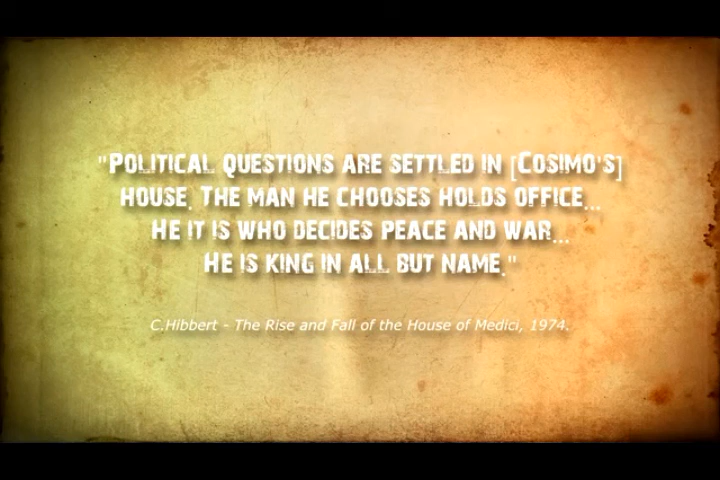 "Political questions are settled in [Cosimo's]
house. The man he chooses holds office...
He it is who decides peace and war...
He is king in all but name."
C.Hibbert - The Rise and Fall of the House of Medici, 1974.